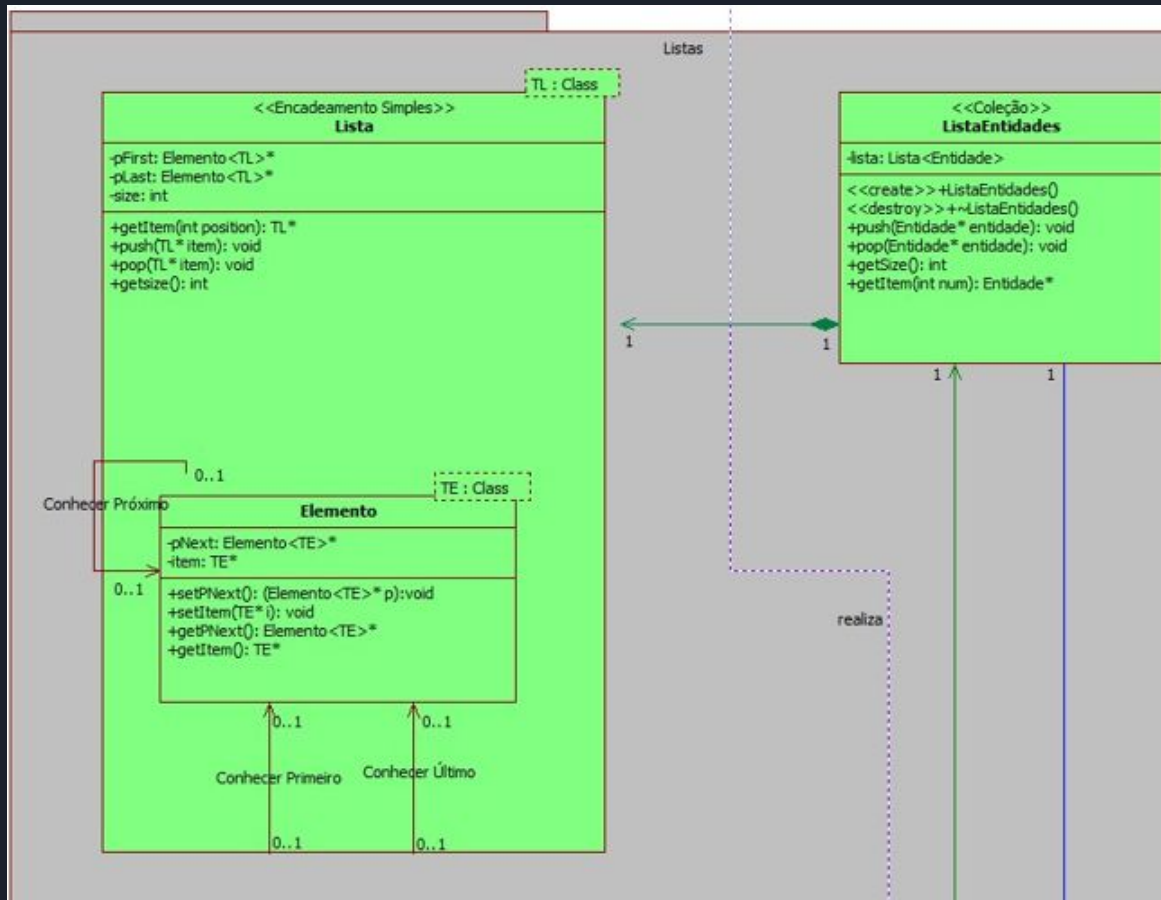 Listas
TL : Class
<<Encadeamento Simples>>
Lista
-pFirst: Elemento<TL>*
-pLast: Elemento<TL>*
-size: int
+getItem(int position): TL*
+push(TL* item): void
+pop(TL* item): void
+getsize(): int
0..1
Conhecer Próximo
0..1
TE : Class
Elemento
-pNext: Elemento<TE>*
-item: TE*
+setPNext(): (Elemento<TE>* p):void
+setItem(TE* i): void
+getPNext(): Elemento<TE>*
+getItem(): TE*
0..1
0..1
Conhecer Primeiro
Conhecer Último
0..1
0..1
<<Coleção>>
ListaEntidades
-lista: Lista<Entidade>
<<create>>+ListaEntidades()
<<destroy>>+~ListaEntidades()
+push(Entidade* entidade): void
+pop(Entidade* entidade): void
+getSize(): int
+getItem(int num): Entidade*
1
1
1
1
realiza